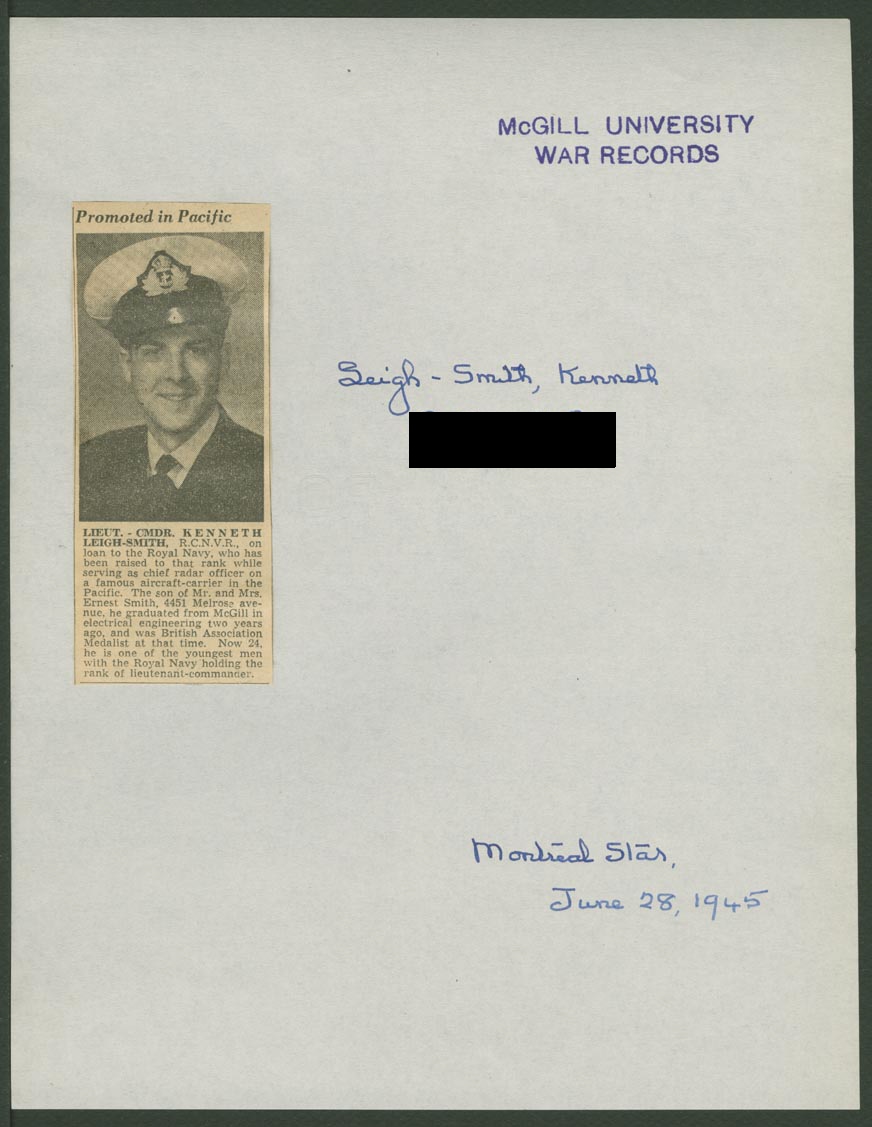 McGILL UNIVERSITY
WAR RECORDS
Promoted in Pacific
Leigh - Smith, Kenneth
LIEUT. - CMDR. KENNETH
LEIGH-SMITH, R.C.N.V.R., on
loan to the Royal Navy, who has
been raised to that rank while
serving as chief radar officer on
a famous aircraft-carrier in the
Pacific. The son of Mr. and Mrs.
Ernest Smith, 4451 Melrose ave-
nue, he graduated from McGill in
electrical engineering two years
ago, and was British Association
Medalist at that time. Now 24,
he is one of the youngest men
with the Royal Navy holding the
rank of lieutenant-commander.
Montreal Star,
June 28, 1945